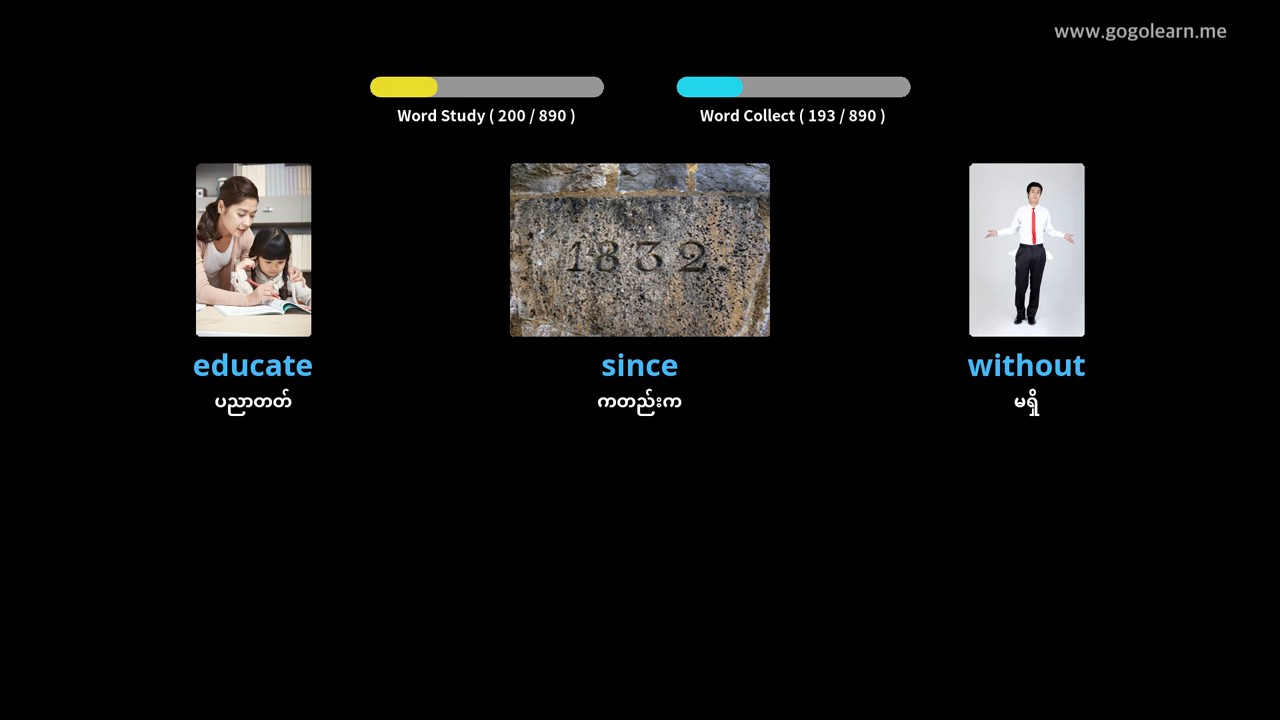 www.gogolearn.me
Word Study ( 200 / 890 )
Word Collect ( 193 / 890 )
1832.
educate
since
without
ပညာတတ်
ကတည်းက
မရှိ